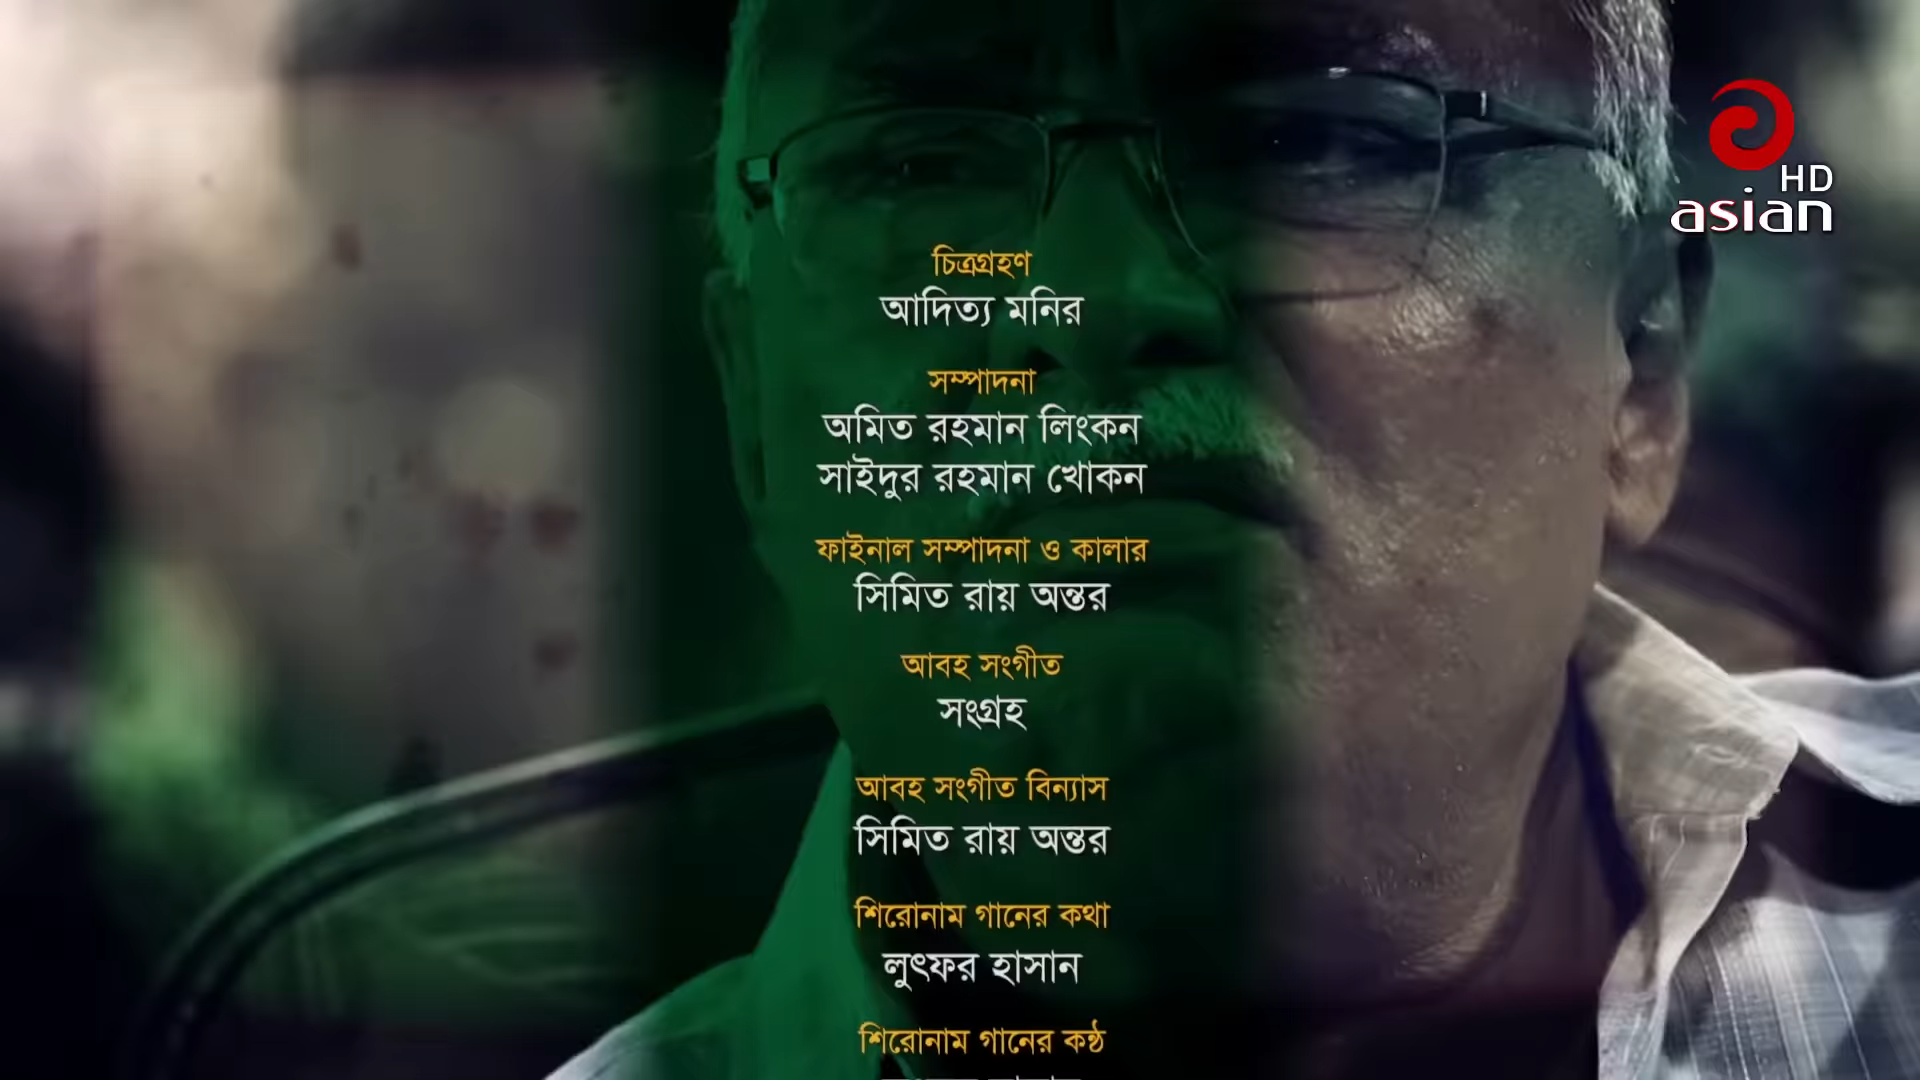 HD
asian
চিত্রগ্রহণ
আদিত্য মনির
সম্পাদনা
অমিত রহমান লিংকন
সাইদুর রহমান খোকন
ফাইনাল সম্পাদনা ও কালার
সিমিত রায় অন্তর
আবহ সংগীত
সংগ্রহ
আবহ সংগীত বিন্যাস
সিমিত রায় অন্তর
শিরোনাম গানের কথা
লুৎফর হাসান
শিরোনাম গানের কন্ঠ